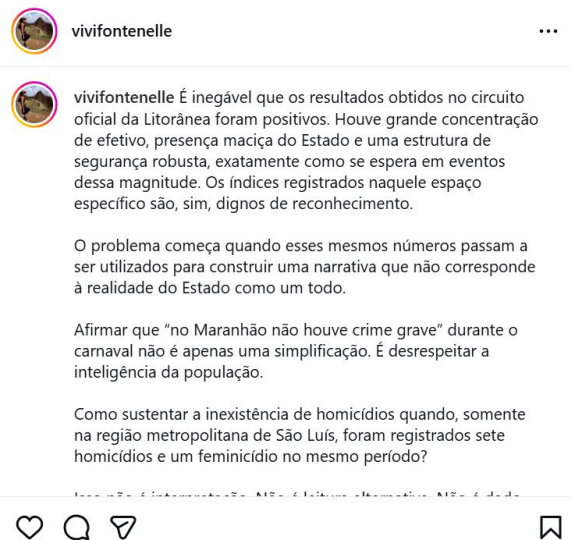 vivifontenelle
vivifontenelle É inegável que os resultados obtidos no circuito
oficial da Litorânea foram positivos. Houve grande concentração
de efetivo, presença maciça do Estado e uma estrutura de
segurança robusta, exatamente como se espera em eventos
dessa magnitude. Os índices registrados naquele espaço
específico são, sim, dignos de reconhecimento.
O problema começa quando esses mesmos números passam a
ser utilizados para construir uma narrativa que não corresponde
à realidade do Estado como um todo.
Afirmar que “no Maranhão não houve crime grave” durante o
carnaval não é apenas uma simplificação. É desrespeitar a
inteligência da população.
Como sustentar a inexistência de homicídios quando, somente
na região metropolitana de São Luís, foram registrados sete
homicídios e um feminicídio no mesmo período?